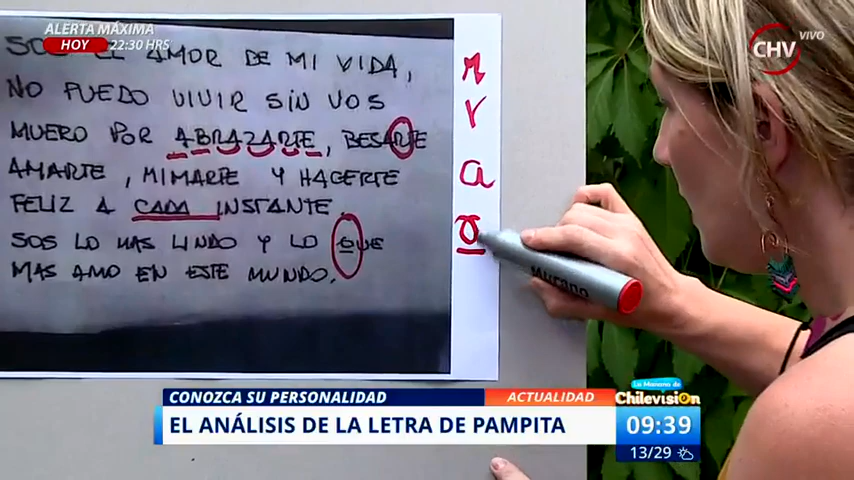 ALERTA MÁXIMA
HOY 22:30 HRS
CHV VIVO
SOS EL AMOR DE MI VIDA,
NO PUEDO VIVIR SIN VOS
MUERO POR ABRAZARTE, BESARTE
AMARTE, MIMARTE Y HACERTE
FELIZ A CADA INSTANTE.
SOS LO MAS LINDO Y LO QUE
MAS AMO EN ESTE MUNDO.
r
a
o
CONOZCA SU PERSONALIDAD
ACTUALIDAD
EL ANÁLISIS DE LA LETRA DE PAMPITA
La Mañana de
Chilevisión
09:39
13/29